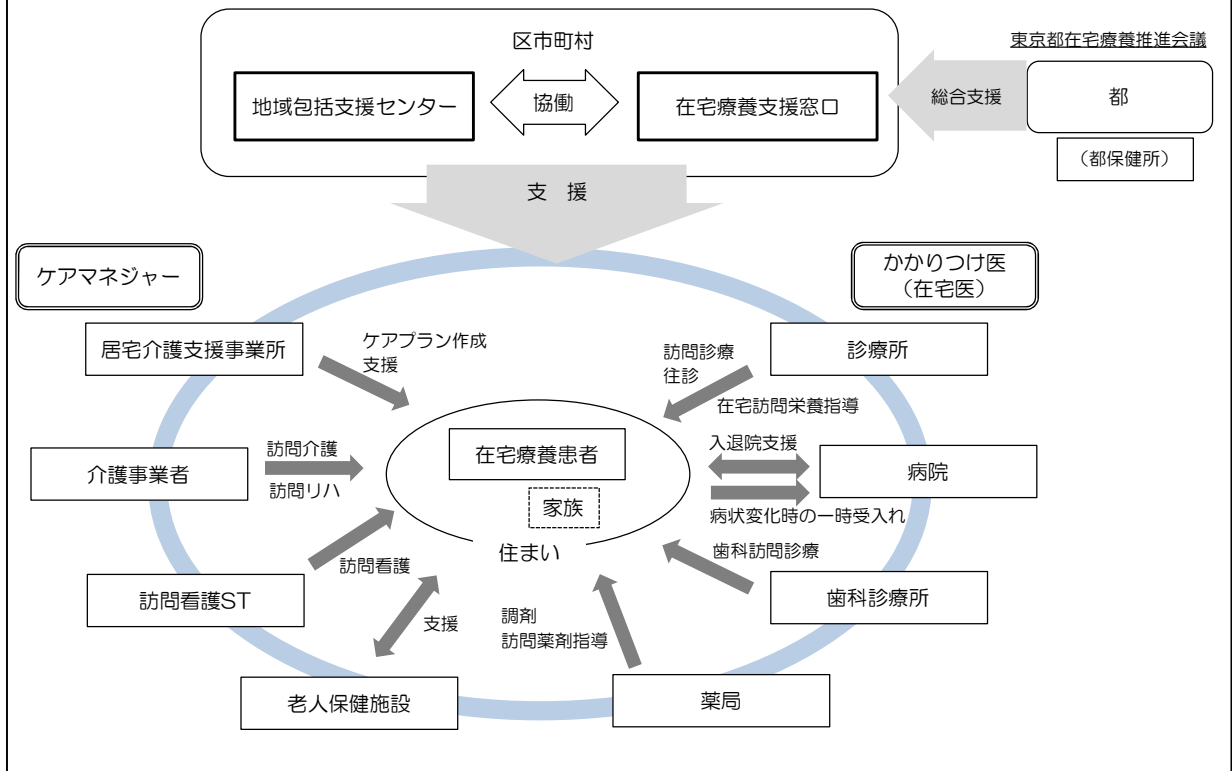 区市町村
東京都在宅療養推進会議
地域包括支援センター
協働
在宅療養支援窓口
総合支援
都
（都保健所）
支　援
ケアマネジャー
かかりつけ医
（在宅医）
居宅介護支援事業所
ケアプラン作成
支援
訪問診療
往診
診療所
在宅訪問栄養指導
介護事業者
訪問介護
訪問リハ
在宅療養患者
家族
住まい
入退院支援
病院
病状変化時の一時受入れ
訪問看護ST
訪問看護
歯科訪問診療
歯科診療所
支援
調剤
訪問薬剤指導
老人保健施設
薬局